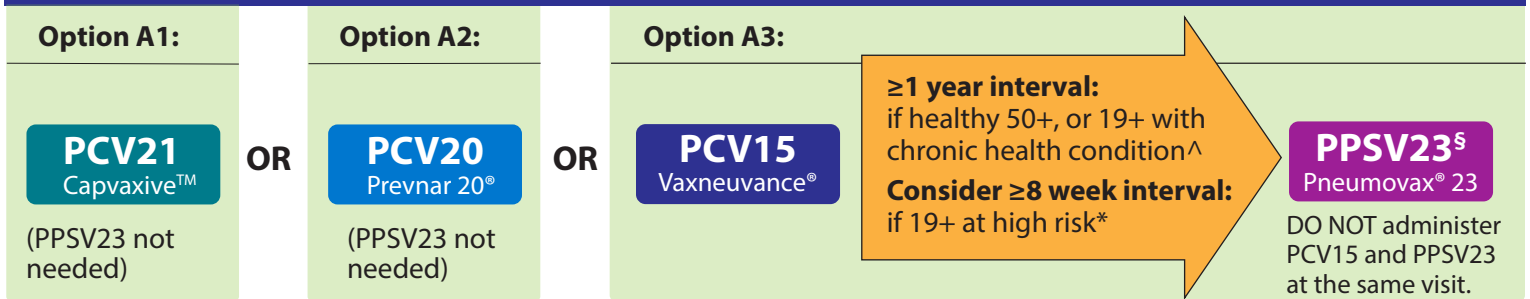 Option A1:
PCV21
Capvaxive™
(PPSV23 not
needed)
OR
Option A2:
PCV20
Prevnar 20®
(PPSV23 not
needed)
OR
Option A3:
PCV15
Vaxneuvance®
≥1 year interval:
if healthy 50+, or 19+ with
chronic health condition^
Consider ≥8 week interval:
if 19+ at high risk*
PPSV23§
Pneumovax® 23
DO NOT administer
PCV15 and PPSV23
at the same visit.